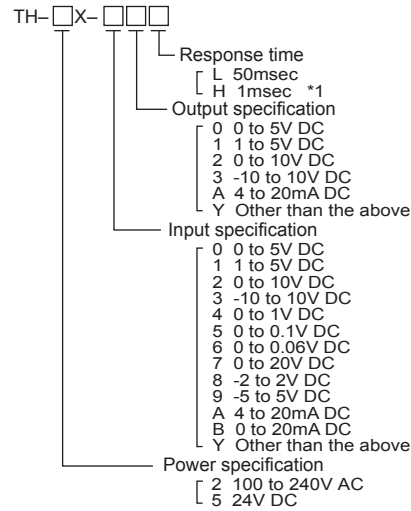 TH–□X–□□□
Response time
L 50msec
H 1msec *1
Output specification
0 0 to 5V DC
1 1 to 5V DC
2 0 to 10V DC
3 -10 to 10V DC
A 4 to 20mA DC
Y Other than the above
Input specification
0 0 to 5V DC
1 1 to 5V DC
2 0 to 10V DC
3 -10 to 10V DC
4 0 to 1V DC
5 0 to 0.1V DC
6 0 to 0.06V DC
7 0 to 20V DC
8 -2 to 2V DC
9 -5 to 5V DC
A 4 to 20mA DC
B 0 to 20mA DC
Y Other than the above
Power specification
2 100 to 240V AC
5 24V DC